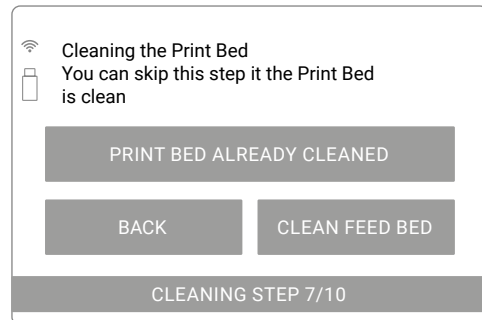 Cleaning the Print Bed
You can skip this step it the Print Bed
is clean
PRINT BED ALREADY CLEANED
BACK
CLEAN FEED BED
CLEANING STEP 7/10